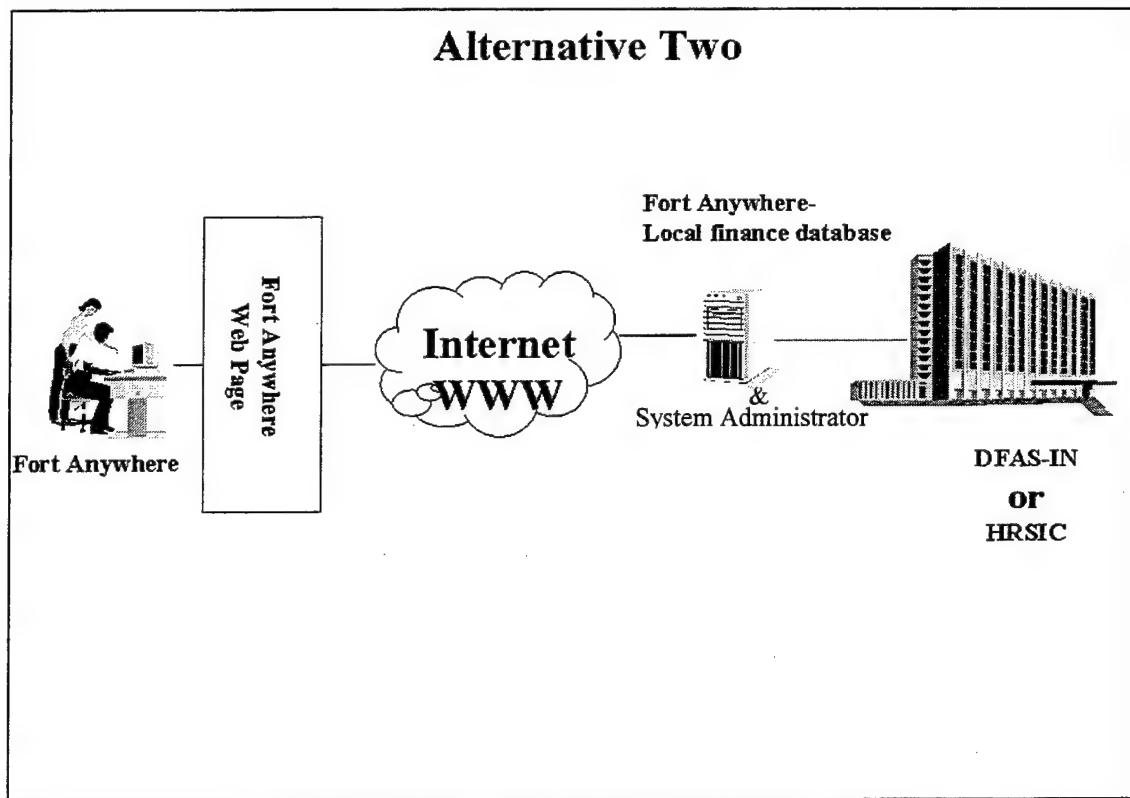 Alternative Two
Fort Anywhere-
Local finance database
Fort Anywhere
Web Page
Internet
WWW
&
System Administrator
Fort Anywhere
DFAS-IN
or
HRSIC